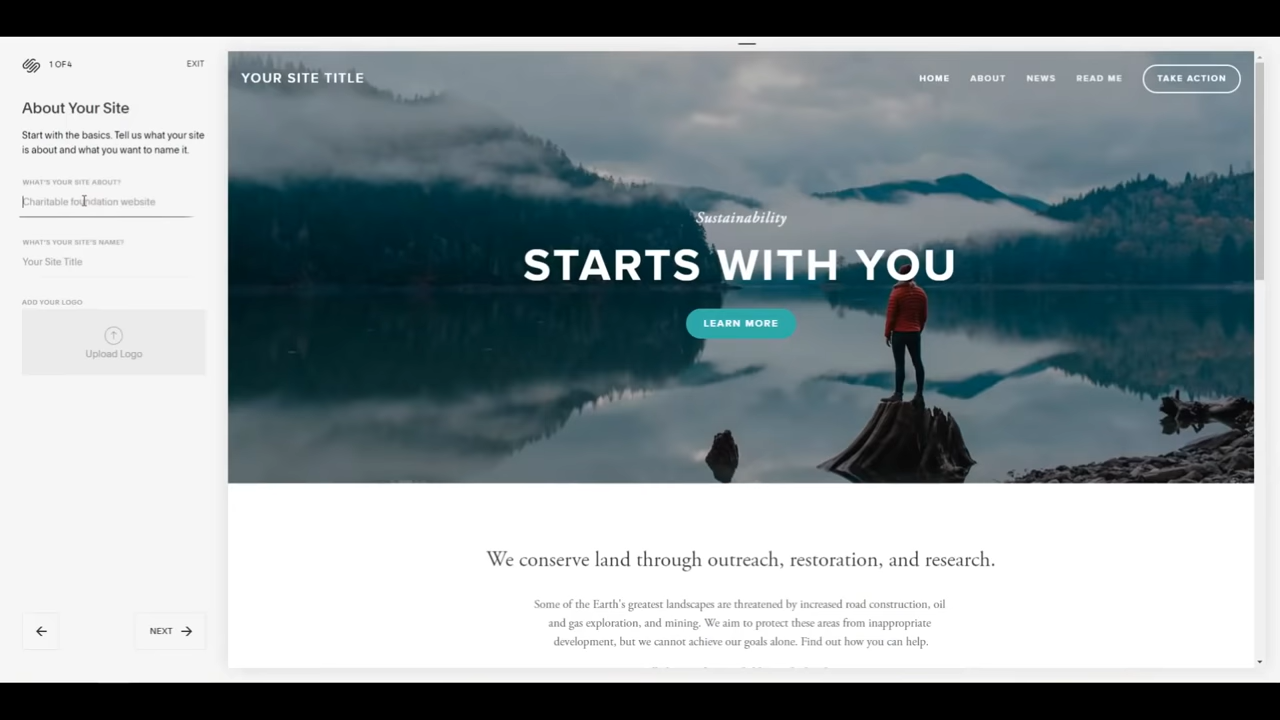 1 OF 4
EXIT
About Your Site
Start with the basics. Tell us what your site
is about and what you want to name it.
WHAT'S YOUR SITE ABOUT?
Charitable foundation website
WHAT'S YOUR SITE'S NAME?
Your Site Title
ADD YOUR LOGO
Upload Logo
NEXT
YOUR SITE TITLE
HOME
ABOUT
NEWS
READ ME
TAKE ACTION
Sustainability
STARTS WITH YOU
LEARN MORE
We conserve land through outreach, restoration, and research.
Some of the Earth's greatest landscapes are threatened by increased road construction, oil
and gas exploration, and mining. We aim to protect these areas from inappropriate
development, but we cannot achieve our goals alone. Find out how you can help.